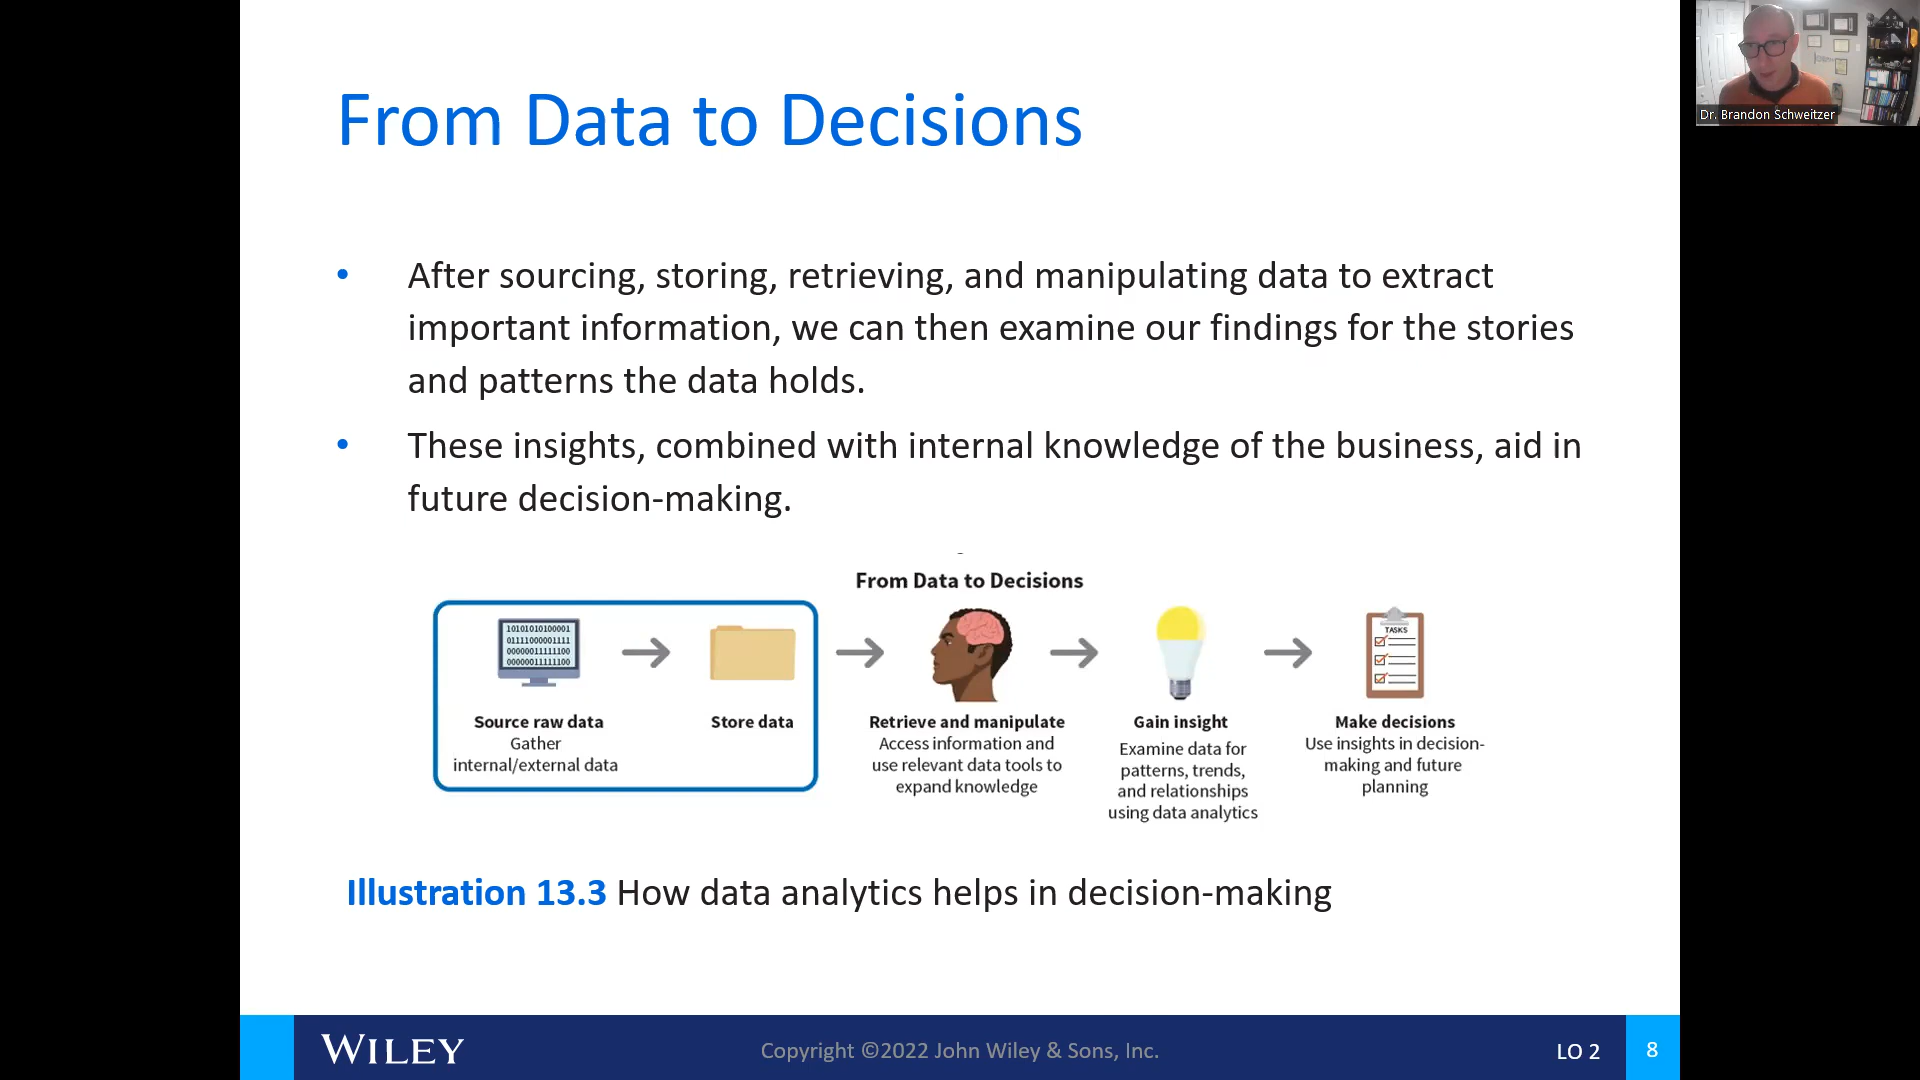 From Data to Decisions
Dr. Brandon Schweitzer
• After sourcing, storing, retrieving, and manipulating data to extract
important information, we can then examine our findings for the stories
and patterns the data holds.
• These insights, combined with internal knowledge of the business, aid in
future decision-making.
From Data to Decisions
10101010100001
01111000001111
00000011111100
00000011111100
Source raw data
Gather
internal/external data
Store data
Retrieve and manipulate
Access information and
use relevant data tools to
expand knowledge
Gain insight
Examine data for
patterns, trends,
and relationships
using data analytics
TASKS
Make decisions
Use insights in decision-
making and future
planning
Illustration 13.3 How data analytics helps in decision-making
WILEY
Copyright ©2022 John Wiley & Sons, Inc.
LO 2
8